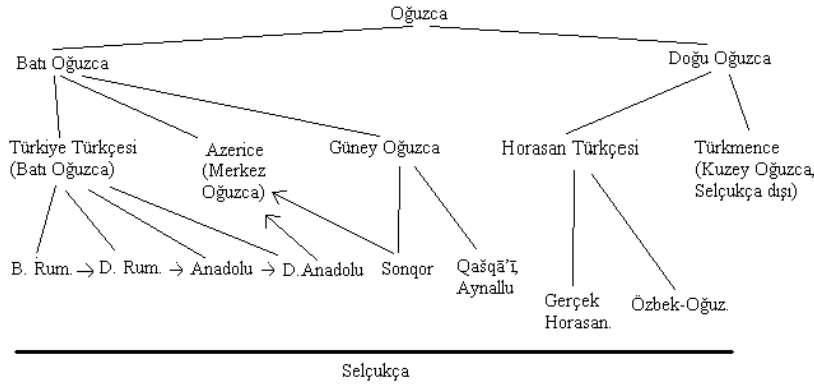 Oğuzca
Batı Oğuzca
Doğu Oğuzca
Türkiye Türkçesi
(Batı Oğuzca)
Azerice
(Merkez
Oğuzca)
Güney Oğuzca
Horasan Türkçesi
Türkmence
(Kuzey Oğuzca,
Selçukça dışı)
B. Rum. → D. Rum. → Anadolu → D.Anadolu
Sonqor
Qašqā’ī,
Aynallu
Gerçek
Horasan.
Özbek-Oğuz.
Selçukça